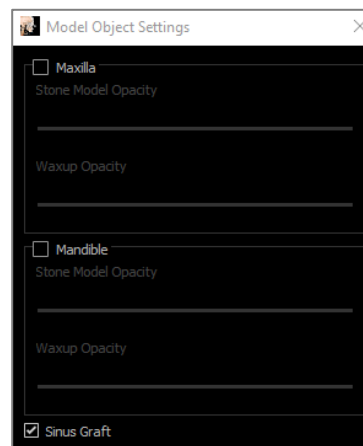 Model Object Settings
Maxilla
Stone Model Opacity
Waxup Opacity
Mandible
Stone Model Opacity
Waxup Opacity
Sinus Graft